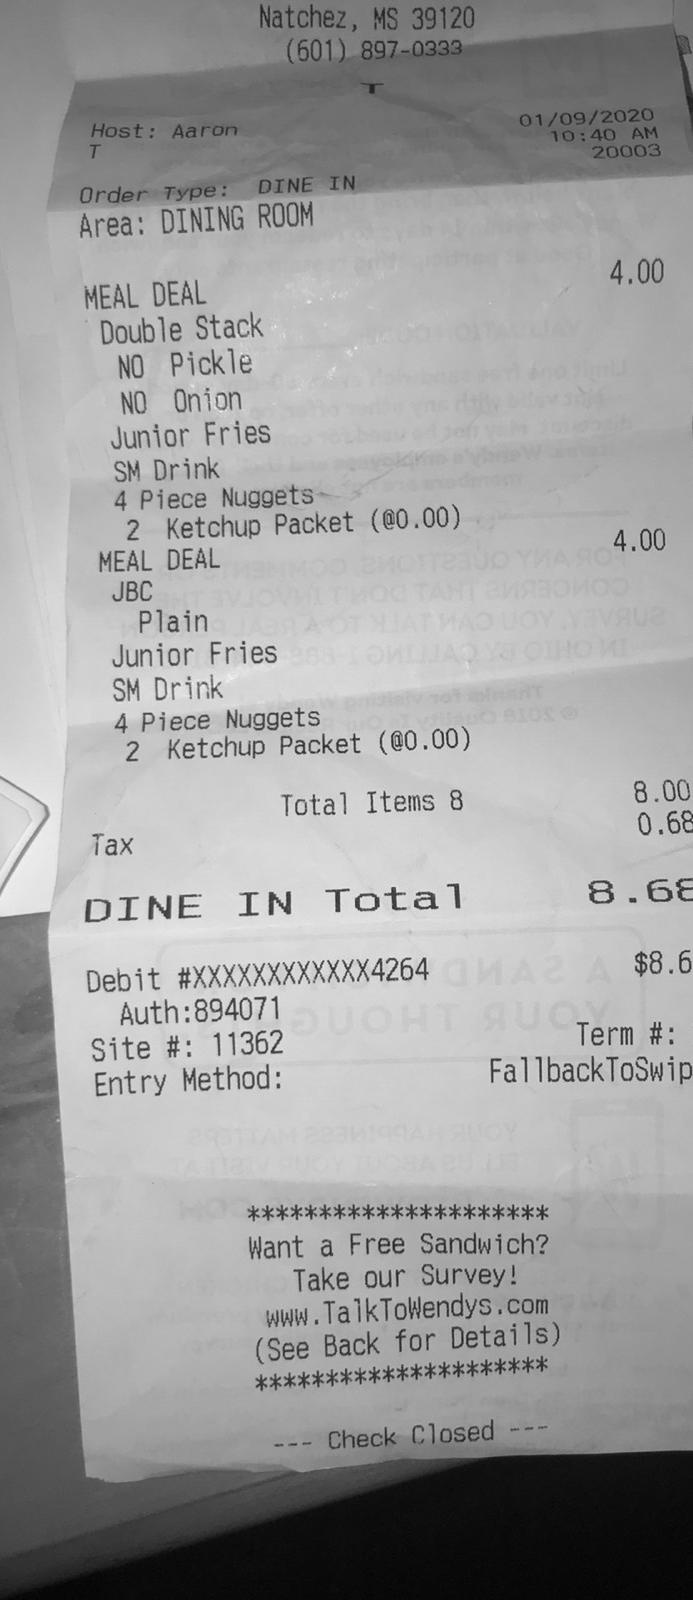 Natchez, MS 39120
(601) 897-0333
T
Host: Aaron 01/09/2020
T 10:40 AM
20003
Order Type: DINE IN
Area: DINING ROOM
MEAL DEAL 4.00
Double Stack
NO Pickle
NO Onion
Junior Fries
SM Drink
4 Piece Nuggets
2 Ketchup Packet (@0.00)
MEAL DEAL 4.00
JBC
Plain
Junior Fries
SM Drink
4 Piece Nuggets
2 Ketchup Packet (@0.00)
Total Items 8 8.00
Tax 0.68
DINE IN Total 8.68
Debit #XXXXXXXXXXXX4264 $8.6
Auth:894071
Site #: 11362 Term #:
Entry Method: FallbackToSwip
*********************
Want a Free Sandwich?
Take our Survey!
www.TalkToWendys.com
(See Back for Details)
*********************
--- Check Closed ---